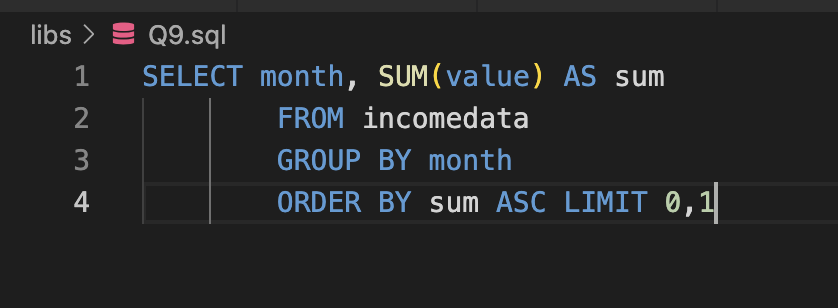 libs > Q9.sql
1 SELECT month, SUM(value) AS sum
2 FROM incomedata
3 GROUP BY month
4 ORDER BY sum ASC LIMIT 0,1